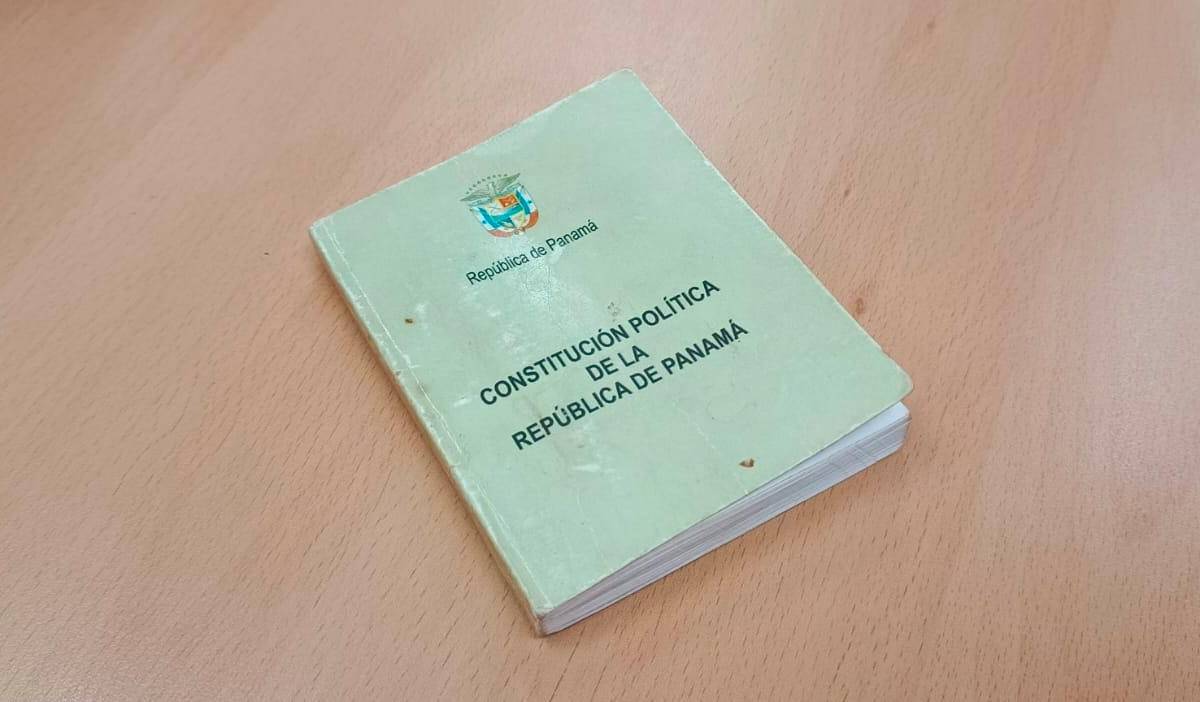 República de Panamá
CONSTITUCIÓN POLÍTICA
DE LA
REPÚBLICA DE PANAMÁ